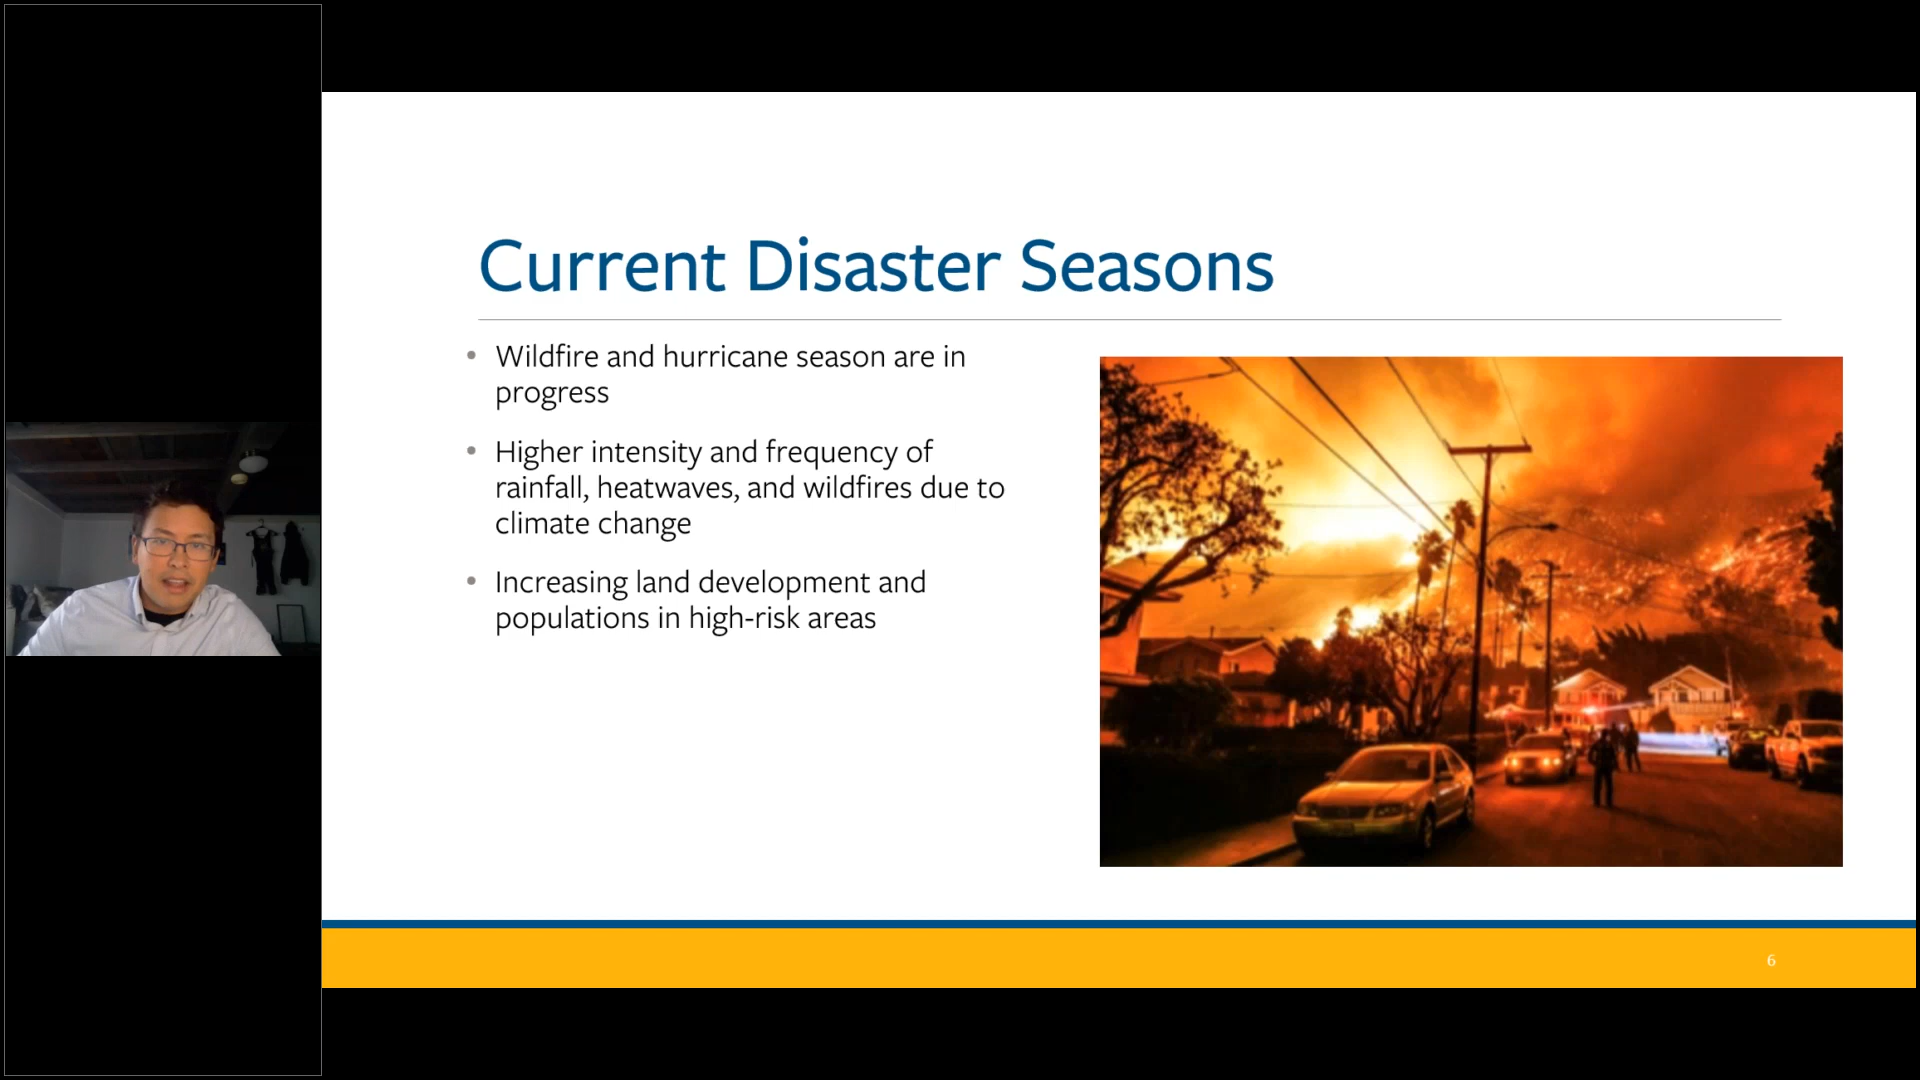 Current Disaster Seasons
• Wildfire and hurricane season are in
progress
• Higher intensity and frequency of
rainfall, heatwaves, and wildfires due to
climate change
• Increasing land development and
populations in high-risk areas
6